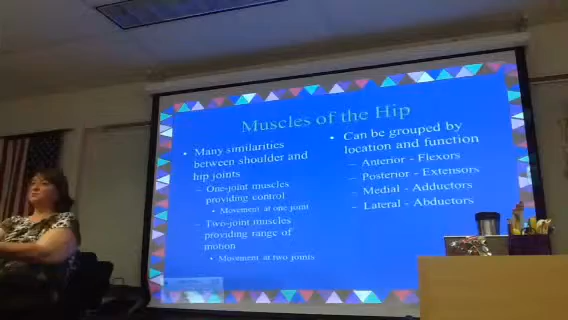 Muscles of the Hip
• Many similarities
between shoulder and
hip joints
– One-joint muscles
providing control
• Movement at one joint
– Two-joint muscles
providing range of
motion
• Movement at two joints
• Can be grouped by
location and function
– Anterior - Flexors
– Posterior - Extensors
– Medial - Adductors
– Lateral - Abductors